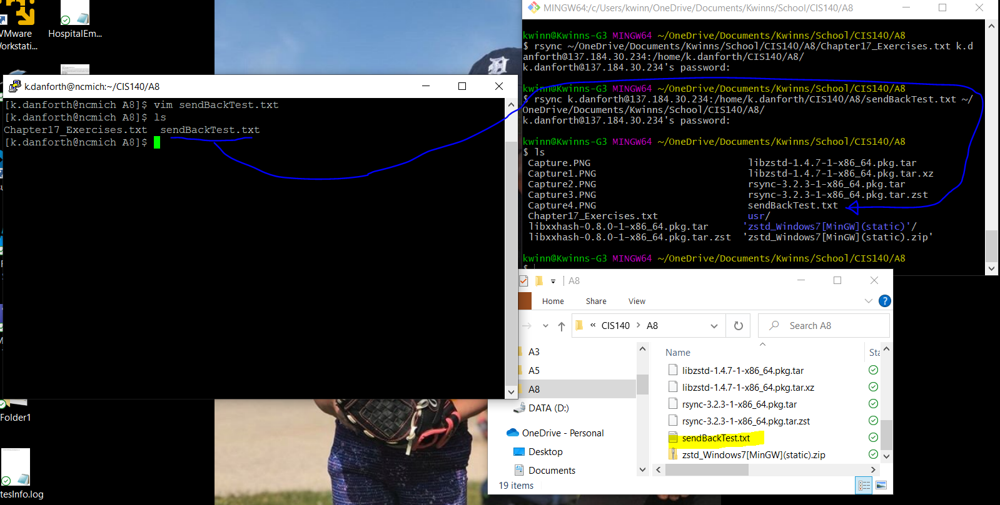 VMware
Workstati...
HospitalEm...
k.danforth@ncmich:~/CIS140/A8
[k.danforth@ncmich A8]$ vim sendBackTest.txt
[k.danforth@ncmich A8]$ ls
Chapter17_Exercises.txt  sendBackTest.txt
[k.danforth@ncmich A8]$
Folder1
tesInfo.log
MINGW64:/c/Users/kwinn/OneDrive/Documents/Kwinns/School/CIS140/A8
kwinn@Kwinns-G3 MINGW64 ~/OneDrive/Documents/Kwinns/School/CIS140/A8
$ rsync ~/OneDrive/Documents/Kwinns/School/CIS140/A8/Chapter17_Exercises.txt k.d
anforth@137.184.30.234:/home/k.danforth/CIS140/A8/
k.danforth@137.184.30.234's password:
kwinn@Kwinns-G3 MINGW64 ~/OneDrive/Documents/Kwinns/School/CIS140/A8
$ rsync k.danforth@137.184.30.234:/home/k.danforth/CIS140/A8/sendBackTest.txt ~/
OneDrive/Documents/Kwinns/School/CIS140/A8/
k.danforth@137.184.30.234's password:
kwinn@Kwinns-G3 MINGW64 ~/OneDrive/Documents/Kwinns/School/CIS140/A8
$ ls
Capture.PNG libzstd-1.4.7-1-x86_64.pkg.tar
Capture1.PNG libzstd-1.4.7-1-x86_64.pkg.tar.xz
Capture2.PNG rsync-3.2.3-1-x86_64.pkg.tar
Capture3.PNG rsync-3.2.3-1-x86_64.pkg.tar.zst
Capture4.PNG sendBackTest.txt
Chapter17_Exercises.txt usr/
libxxhash-0.8.0-1-x86_64.pkg.tar 'zstd_Windows7[MinGW](static)'/
libxxhash-0.8.0-1-x86_64.pkg.tar.zst 'zstd_Windows7[MinGW](static).zip'
kwinn@Kwinns-G3 MINGW64 ~/OneDrive/Documents/Kwinns/School/CIS140/A8
$
A8
Home Share View
« CIS140 > A8
Search A8
A3
A5
A8
DATA (D:)
OneDrive - Personal
Desktop
Documents
Name Sta
libzstd-1.4.7-1-x86_64.pkg.tar
libzstd-1.4.7-1-x86_64.pkg.tar.xz
rsync-3.2.3-1-x86_64.pkg.tar
rsync-3.2.3-1-x86_64.pkg.tar.zst
sendBackTest.txt
zstd_Windows7[MinGW](static).zip
19 items